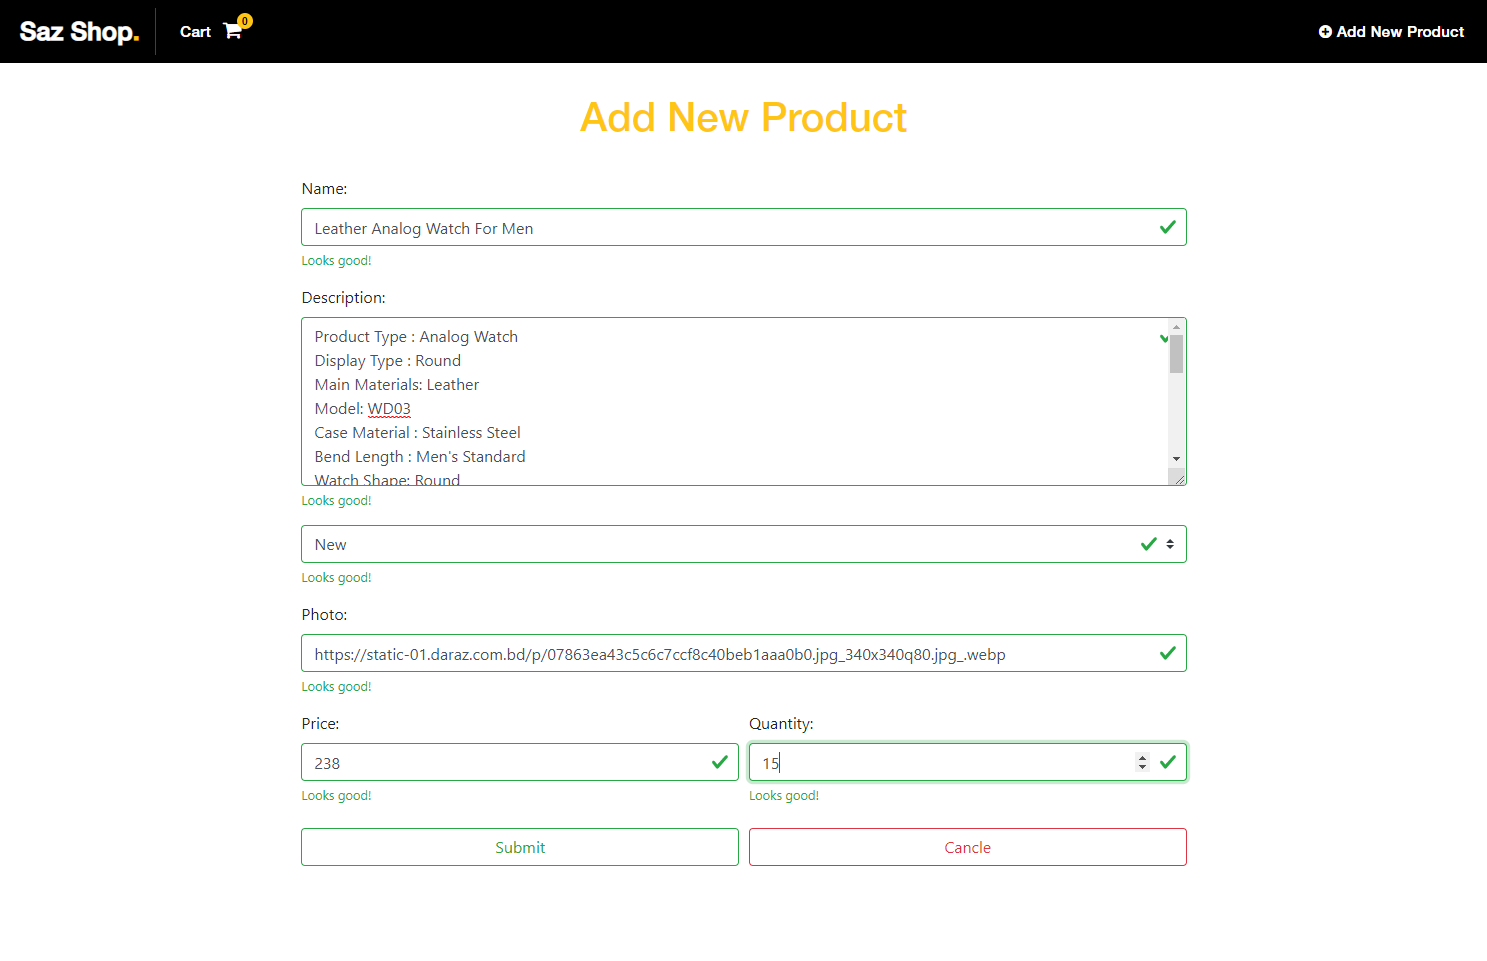 Saz Shop.
Cart 0
Add New Product
Add New Product
Name:
Leather Analog Watch For Men
Looks good!
Description:
Product Type : Analog Watch
Display Type : Round
Main Materials: Leather
Model: WD03
Case Material : Stainless Steel
Bend Length : Men's Standard
Watch Shape: Round
Looks good!
New
Looks good!
Photo:
https://static-01.daraz.com.bd/p/07863ea43c5c6c7ccf8c40beb1aaa0b0.jpg_340x340q80.jpg_.webp
Looks good!
Price: Quantity:
238 15
Looks good! Looks good!
Submit Cancle